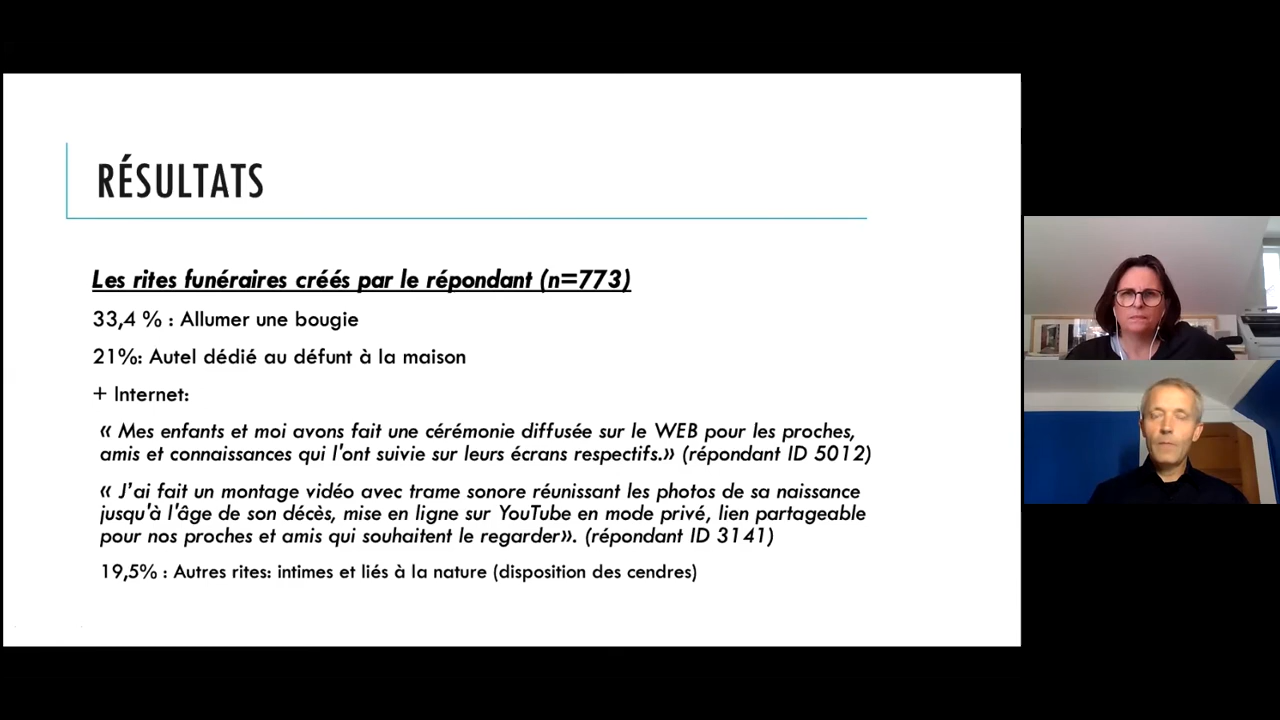 RÉSULTATS
Les rites funéraires créés par le répondant (n=773)
33,4 % : Allumer une bougie
21%: Autel dédié au défunt à la maison
+ Internet:
« Mes enfants et moi avons fait une cérémonie diffusée sur le WEB pour les proches,
amis et connaissances qui l'ont suivie sur leurs écrans respectifs.» (répondant ID 5012)
« J’ai fait un montage vidéo avec trame sonore réunissant les photos de sa naissance
jusqu'à l'âge de son décès, mise en ligne sur YouTube en mode privé, lien partageable
pour nos proches et amis qui souhaitent le regarder». (répondant ID 3141)
19,5% : Autres rites: intimes et liés à la nature (disposition des cendres)